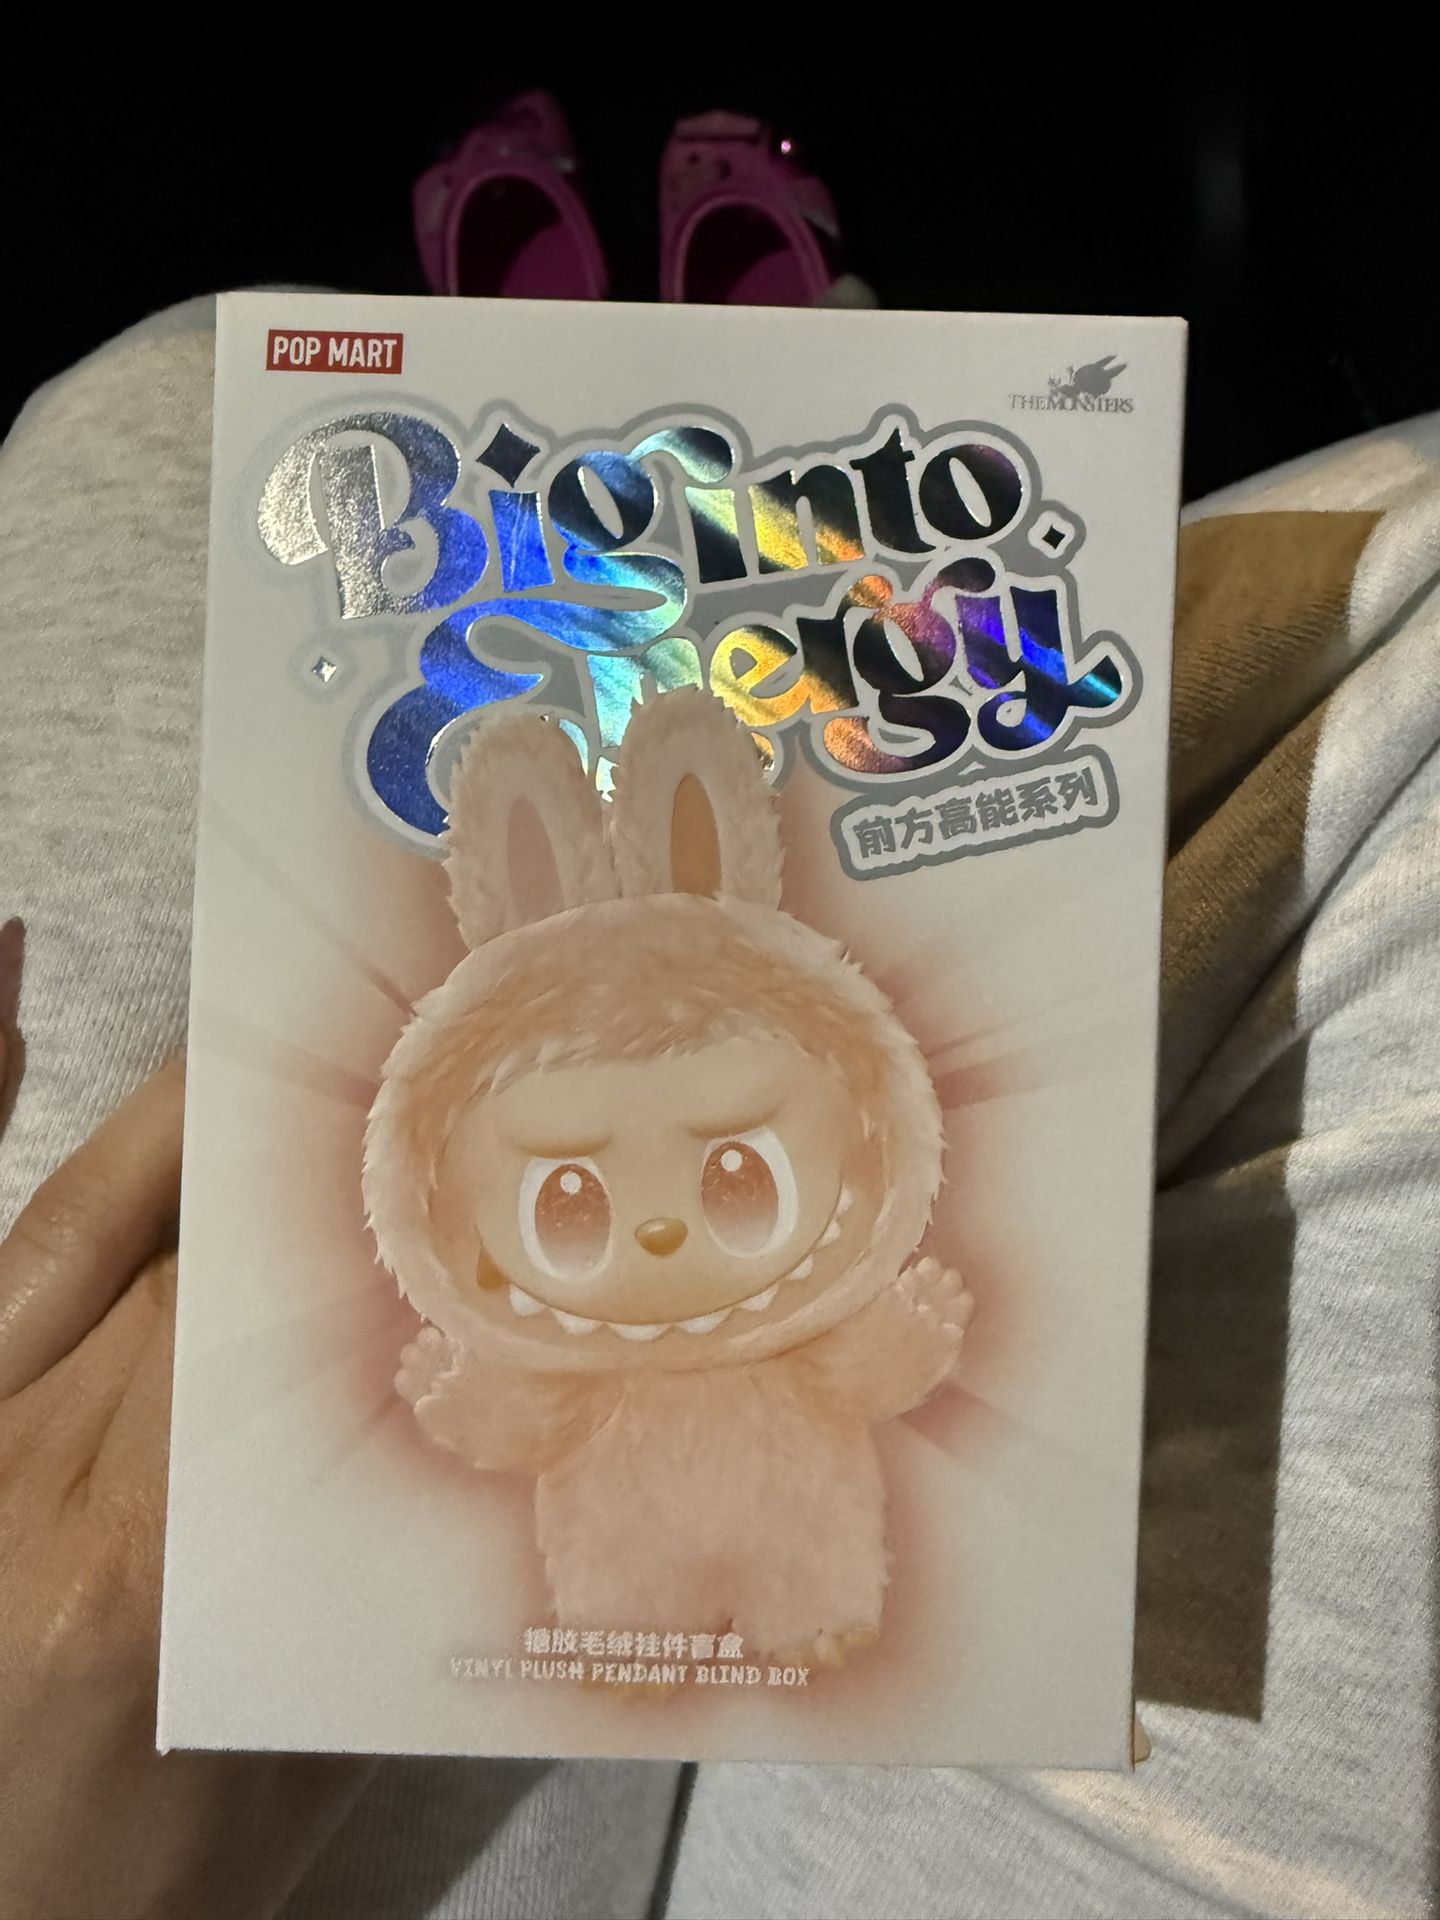 POP MART
THE MONSTERS
Big into
Energy
前方高能系列
搪胶毛绒挂件盲盒
VINYL PLUSH PENDANT BLIND BOX